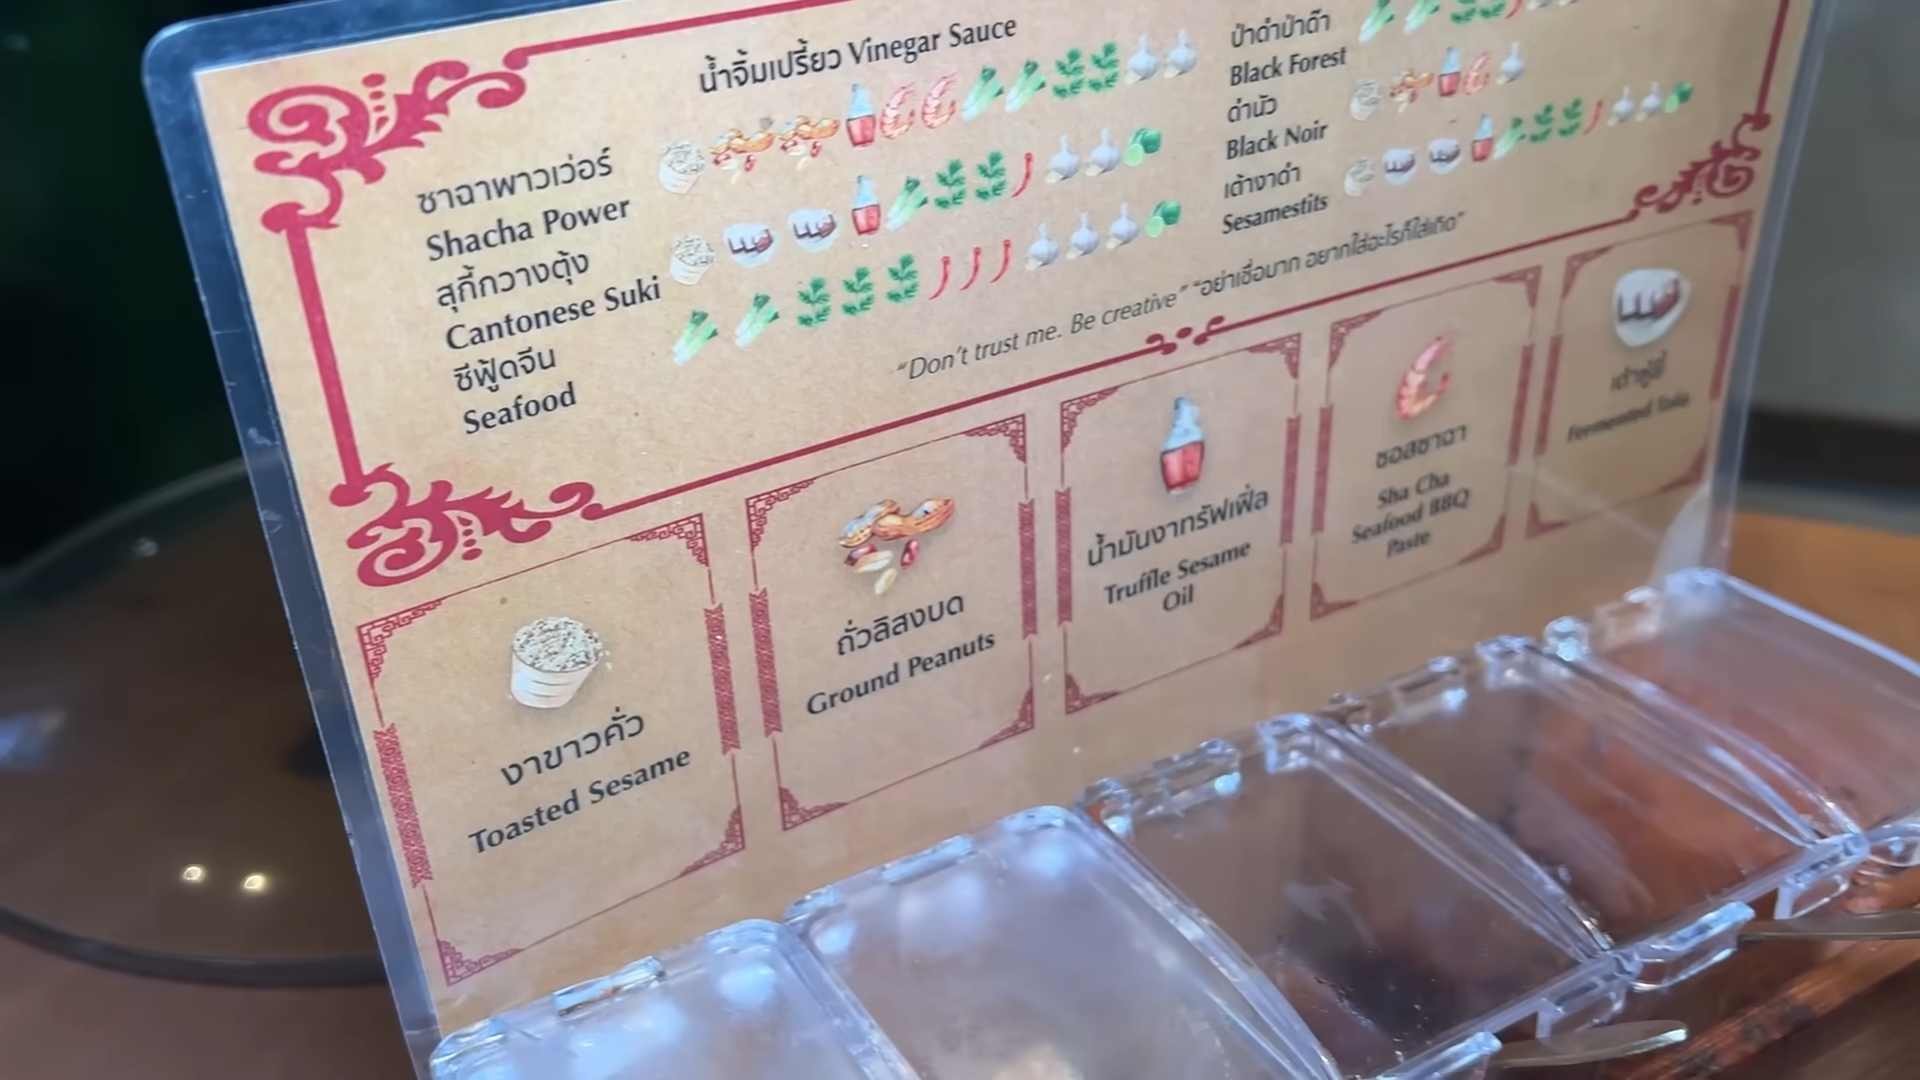 น้ำจิ้มเปรี้ยว Vinegar Sauce
ชาฉาพาวเว่อร์
Shacha Power
สุกี้กวางตุ้ง
Cantonese Suki
ซีฟู้ดจีน
Seafood
ป่าดำป่าด๊า
Black Forest
ดำนัว
Black Noir
เต้างาดำ
Sesamestits
“Don’t trust me. Be creative” “อย่าเชื่อมาก อยากใส่อะไรก็ใส่เถิด”
งาขาวคั่ว
Toasted Sesame
ถั่วลิสงบด
Ground Peanuts
น้ำมันงาทรัฟเฟิ่ล
Truffle Sesame
Oil
ซอสซาฉา
Sha Cha
Seafood BBQ
Paste
เต้าหู้ยี้
Fermented Tofu